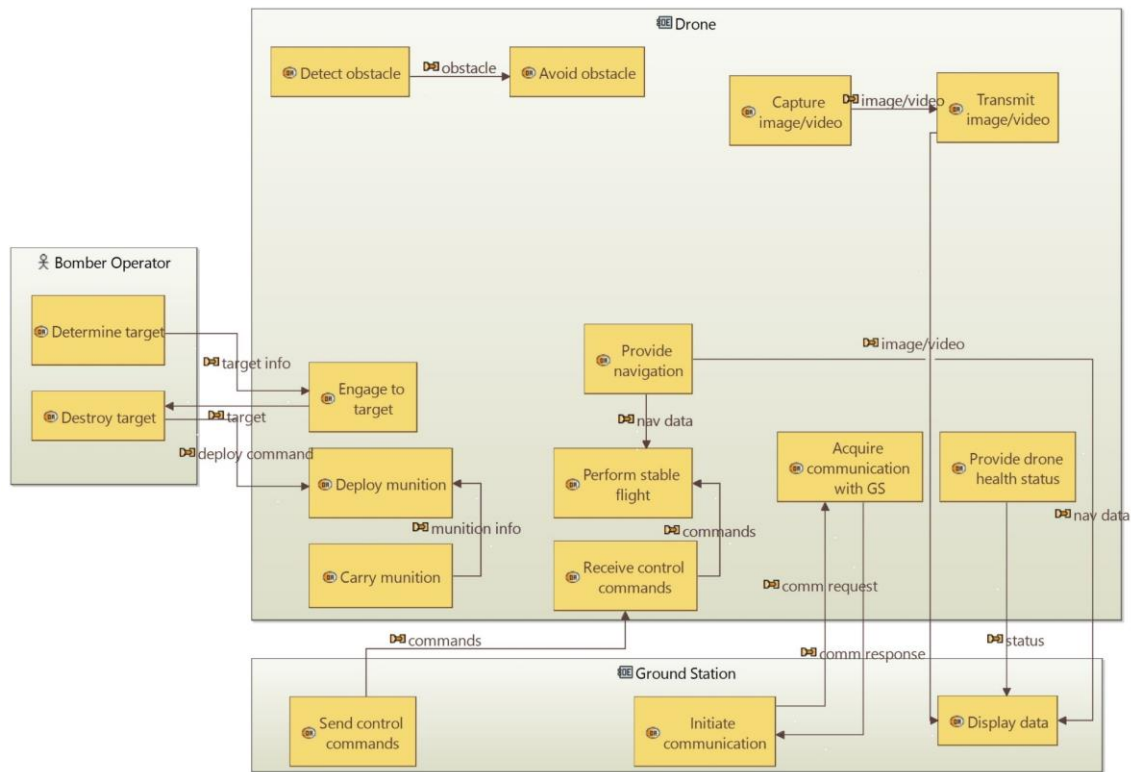 Drone
Detect obstacle
obstacle
Avoid obstacle
Capture
image/video
image/video
Transmit
image/video
Bomber Operator
Determine target
target info
Destroy target
target
deploy command
Engage to
target
Deploy munition
munition info
Carry munition
Provide
navigation
image/video
nav data
Perform stable
flight
commands
Receive control
commands
Acquire
communication
with GS
Provide drone
health status
nav data
comm request
commands
comm response
status
Ground Station
Send control
commands
Initiate
communication
Display data